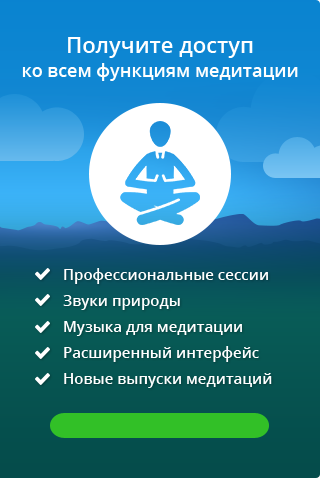 Получите доступ
ко всем функциям медитации
Профессиональные сессии
Звуки природы
Музыка для медитации
Расширенный интерфейс
Новые выпуски медитаций